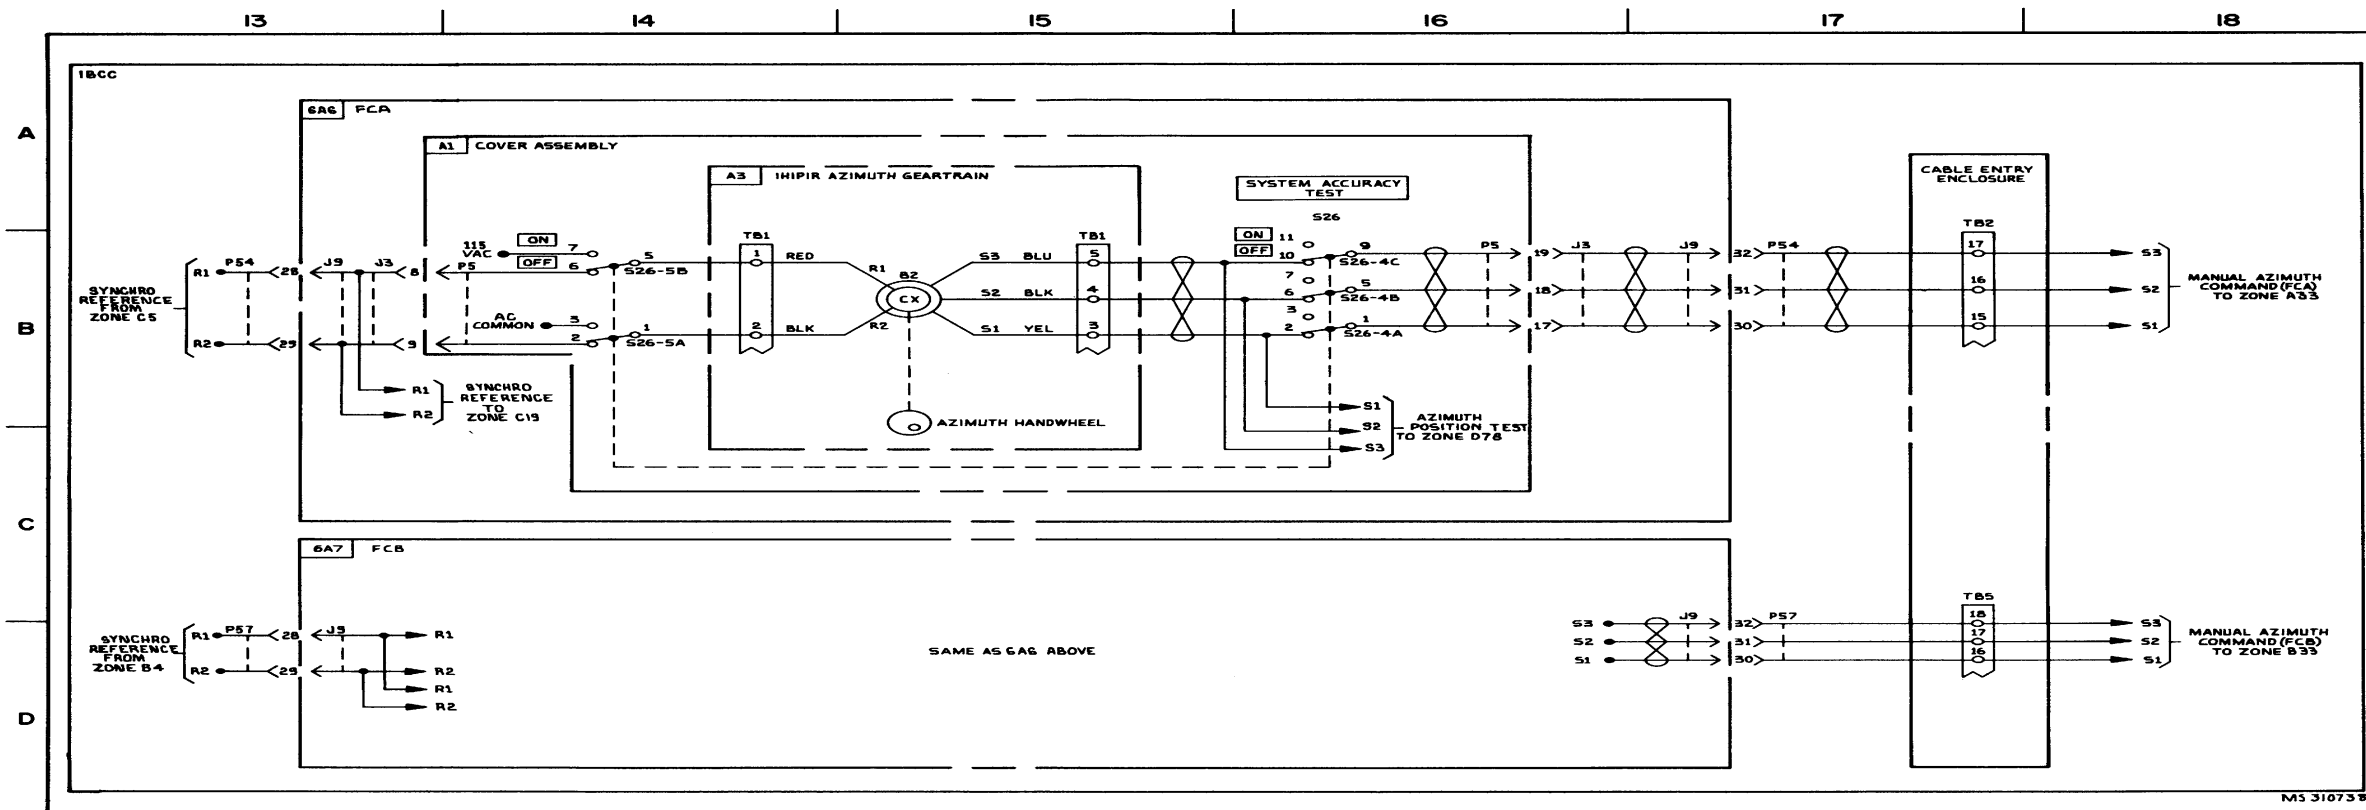 13 14 15 16 17 18
A
B
C
D
1BCC
6A6 FCA
A1 COVER ASSEMBLY
A3 IHIPIR AZIMUTH GEARTRAIN
SYSTEM ACCURACY
TEST
S26
CABLE ENTRY
ENCLOSURE
SYNCHRO
REFERENCE
FROM
ZONE C5
R1 P54 28 J9 J3 8 P5
R2 29 9
115
VAC
ON 7
OFF 6 5
S26-5B
AC
COMMON 3
2 1
S26-5A
TB1
1 RED
2 BLK
R1
R2
B2
CX
S3 BLU
S2 BLK
S1 YEL
TB1
5
4
3
AZIMUTH HANDWHEEL
ON 11
OFF 10 9
S26-4C
7
6 5
S26-4B
3
2 1
S26-4A
P5 19 J3 J9 32 P54
18 31
17 30
TB2
17
16
15
S3
S2
S1
MANUAL AZIMUTH
COMMAND (FCA)
TO ZONE A33
R1
R2
SYNCHRO
REFERENCE
TO
ZONE C19
S1
S2
S3
AZIMUTH
POSITION TEST
TO ZONE D78
6A7 FCB
SYNCHRO
REFERENCE
FROM
ZONE B4
R1 P57 28 J9 R1
R2 29 R2
R1
R2
SAME AS 6A6 ABOVE
S3 J9 32 P57
S2 31
S1 30
TB5
18
17
16
S3
S2
S1
MANUAL AZIMUTH
COMMAND (FCB)
TO ZONE B33